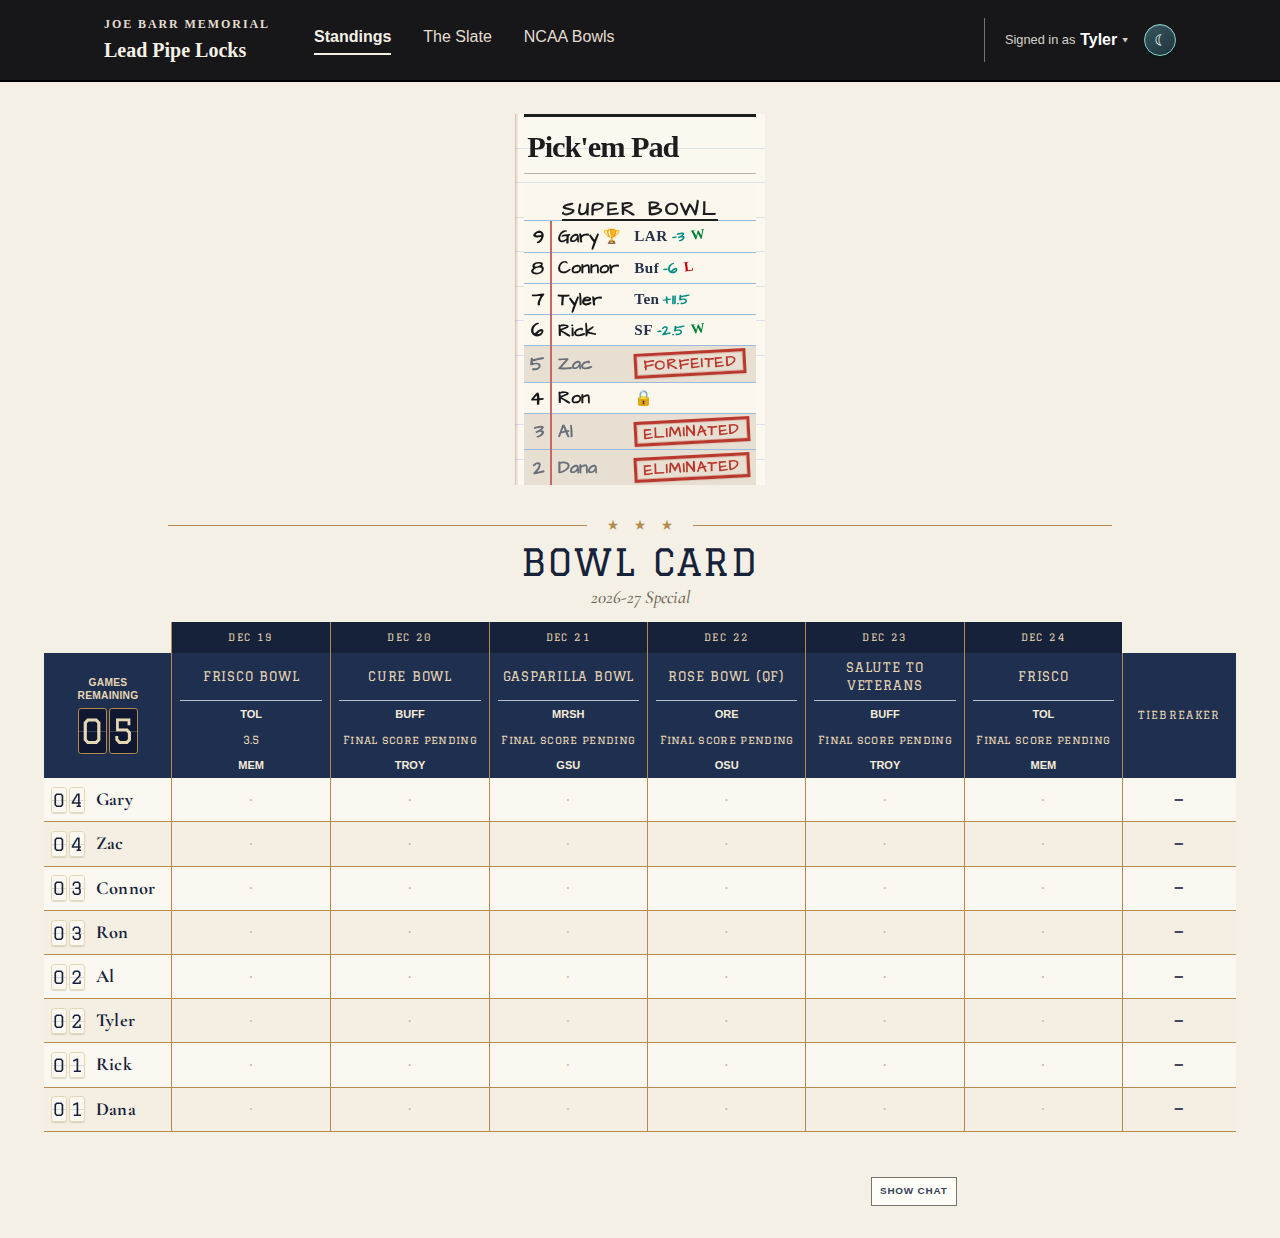 JOE BARR MEMORIAL
Lead Pipe Locks
Standings The Slate NCAA Bowls
Signed in as Tyler
Pick'em Pad
SUPER BOWL
9 Gary 🏆 LAR -3 W
8 Connor Buf -6 L
7 Tyler Ten +11.5
6 Rick SF -2.5 W
5 Zac FORFEITED
4 Ron 🔒
3 Al ELIMINATED
2 Dana ELIMINATED
★ ★ ★
BOWL CARD
2026-27 Special
DEC 19 DEC 20 DEC 21 DEC 22 DEC 23 DEC 24
GAMES REMAINING 05
FRISCO BOWL CURE BOWL GASPARILLA BOWL ROSE BOWL (QF) SALUTE TO VETERANS FRISCO TIEBREAKER
TOL BUFF MRSH ORE BUFF TOL
3.5 FINAL SCORE PENDING FINAL SCORE PENDING FINAL SCORE PENDING FINAL SCORE PENDING FINAL SCORE PENDING
MEM TROY GSU OSU TROY MEM
04 Gary · · · · · · –
04 Zac · · · · · · –
03 Connor · · · · · · –
03 Ron · · · · · · –
02 Al · · · · · · –
02 Tyler · · · · · · –
01 Rick · · · · · · –
01 Dana · · · · · · –
SHOW CHAT